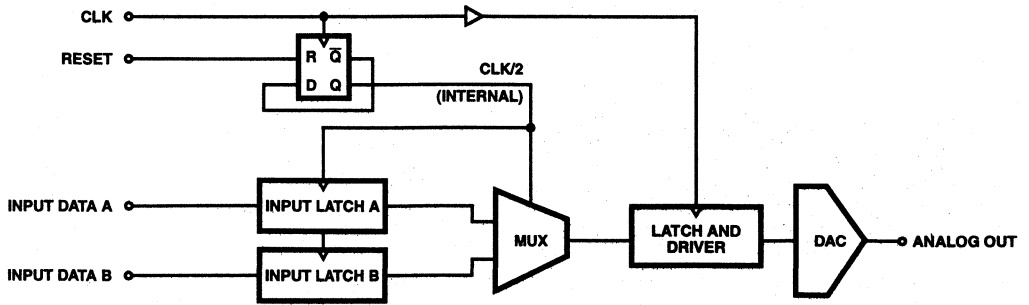 CLK
RESET
R Q̅
D Q
CLK/2
(INTERNAL)
INPUT DATA A
INPUT LATCH A
INPUT DATA B
INPUT LATCH B
MUX
LATCH AND
DRIVER
DAC
ANALOG OUT